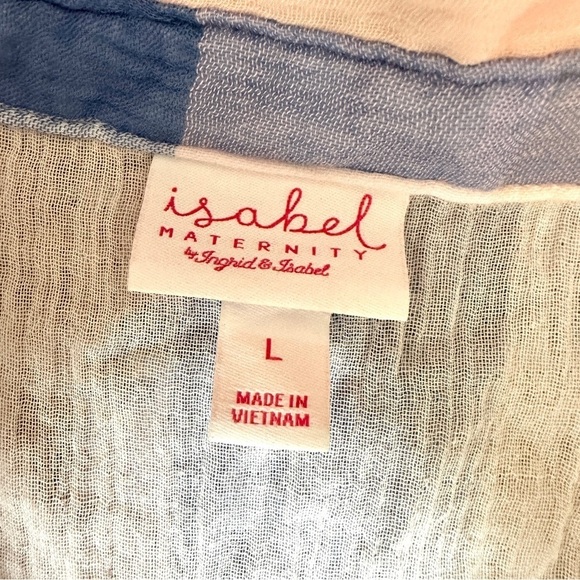 isabel
MATERNITY
by Ingrid & Isabel
L
MADE IN
VIETNAM